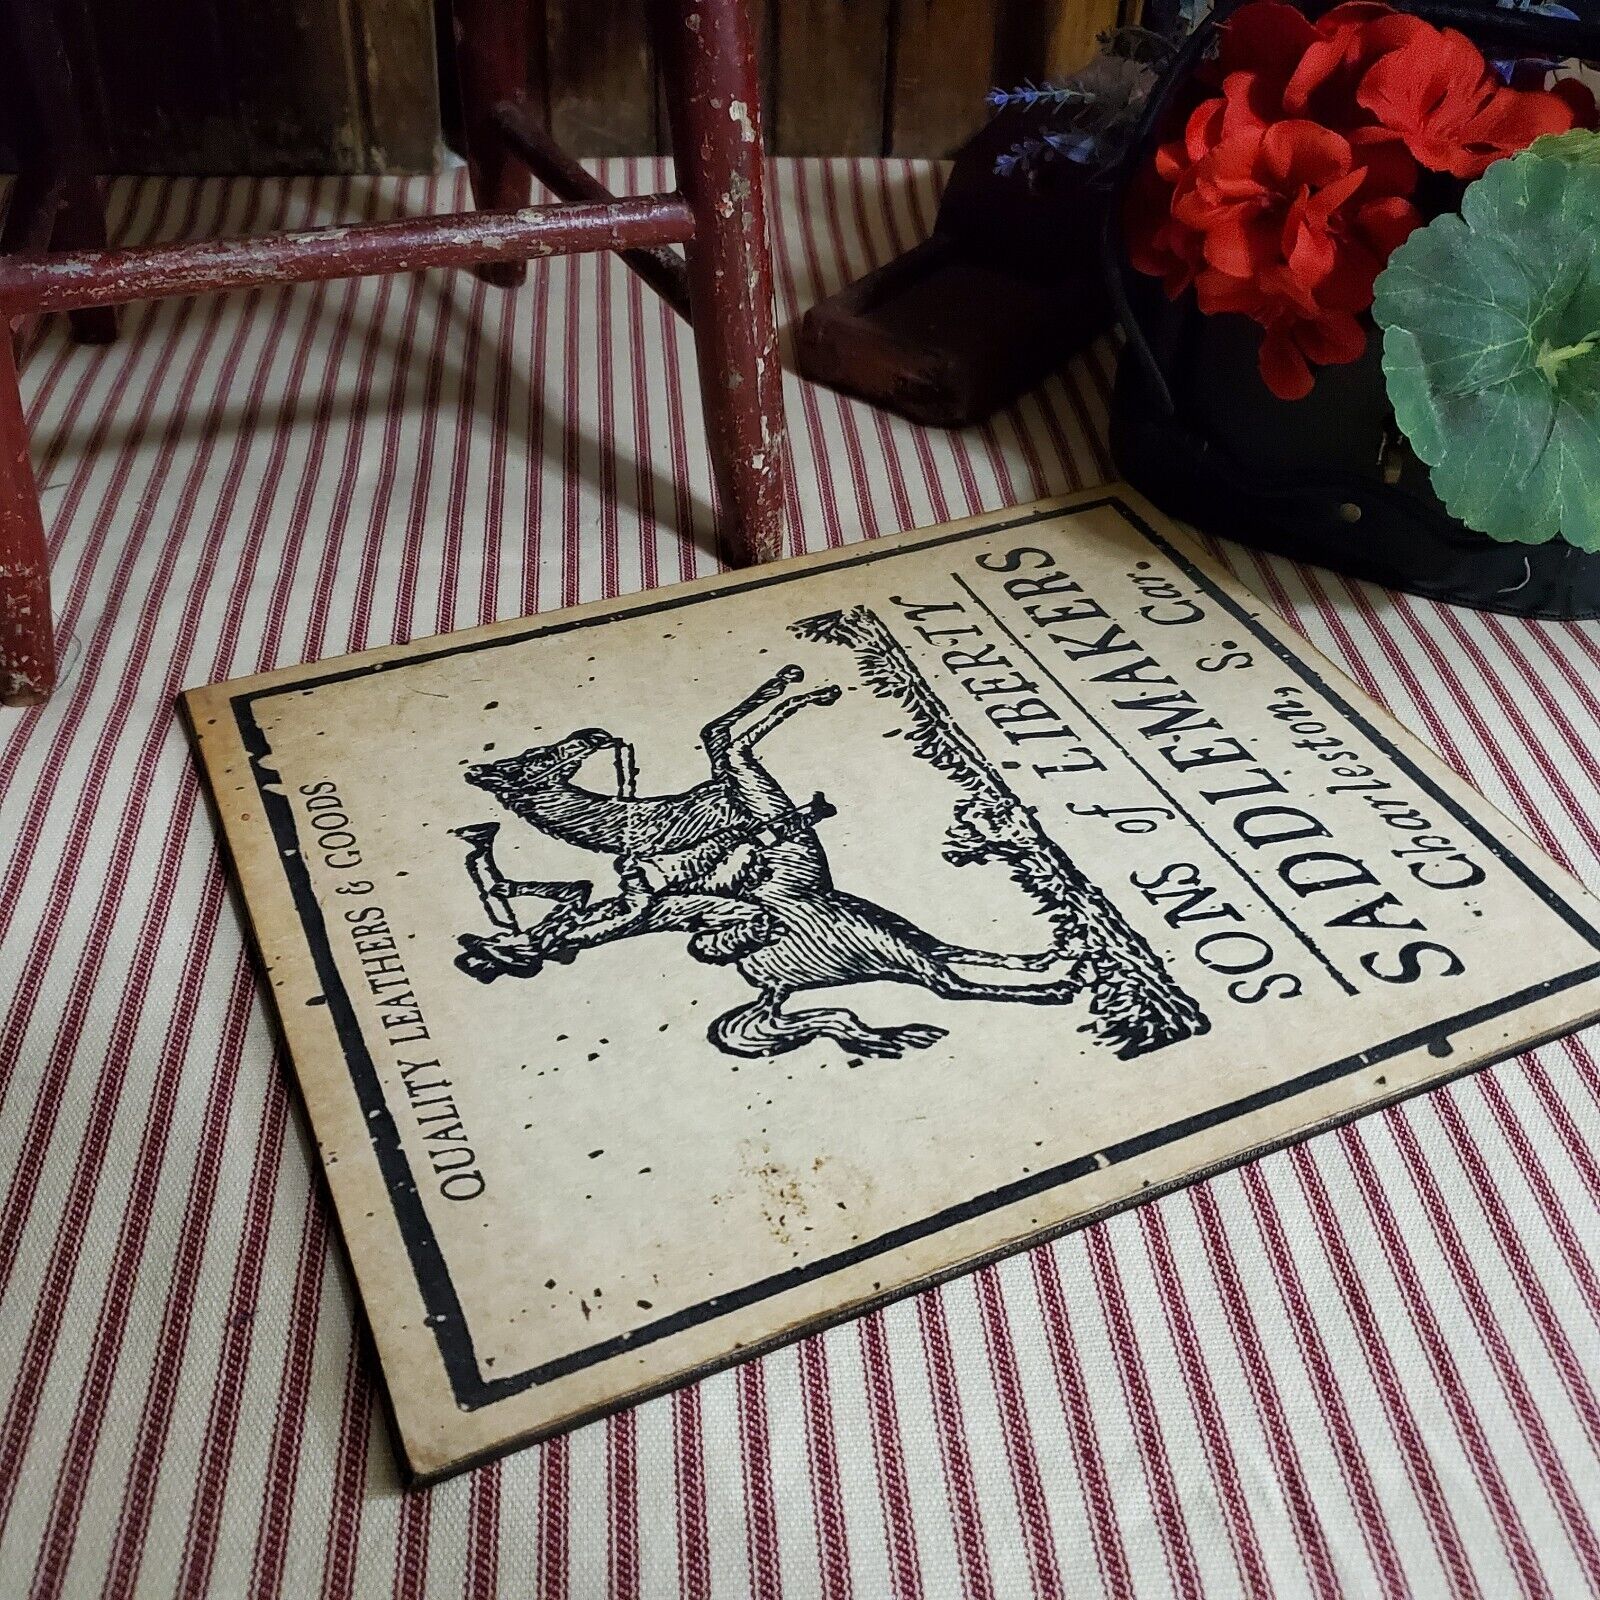 QUALITY LEATHERS & GOODS
SONS of LIBERTY
SADDLEMAKERS
Charleston, S. Car.